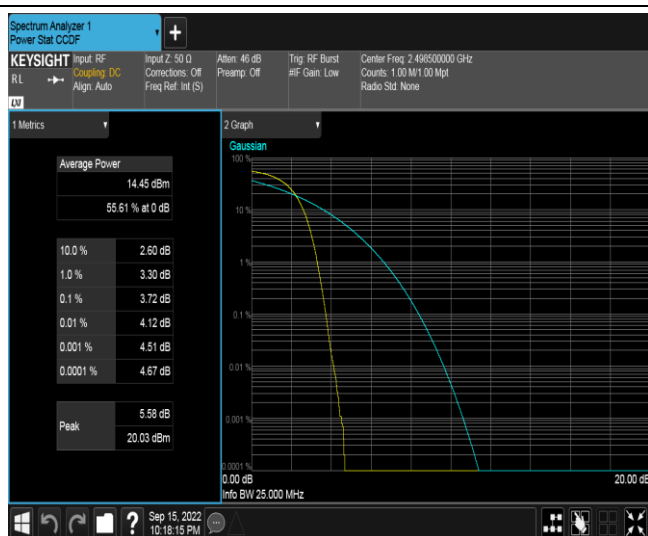 Spectrum Analyzer 1
Power Stat CCDF
+
KEYSIGHT
RL
LXI
Input: RF
Coupling: DC
Align: Auto
Input Z: 50 Ω
Corrections: Off
Freq Ref: Int (S)
Atten: 46 dB
Preamp: Off
Trig: RF Burst
#IF Gain: Low
Center Freq: 2.496500000 GHz
Counts: 1.00 M/1.00 Mpt
Radio Std: None
1 Metrics
Average Power
14.45 dBm
55.61 % at 0 dB
10.0 % 2.60 dB
1.0 % 3.30 dB
0.1 % 3.72 dB
0.01 % 4.12 dB
0.001 % 4.51 dB
0.0001 % 4.67 dB
Peak
5.58 dB
20.03 dBm
2 Graph
Gaussian
100 %
10 %
1 %
0.1 %
0.01 %
0.001 %
0.0001 %
0.00 dB
20.00 dB
Info BW 25.000 MHz
?
Sep 15, 2022
10:18:15 PM